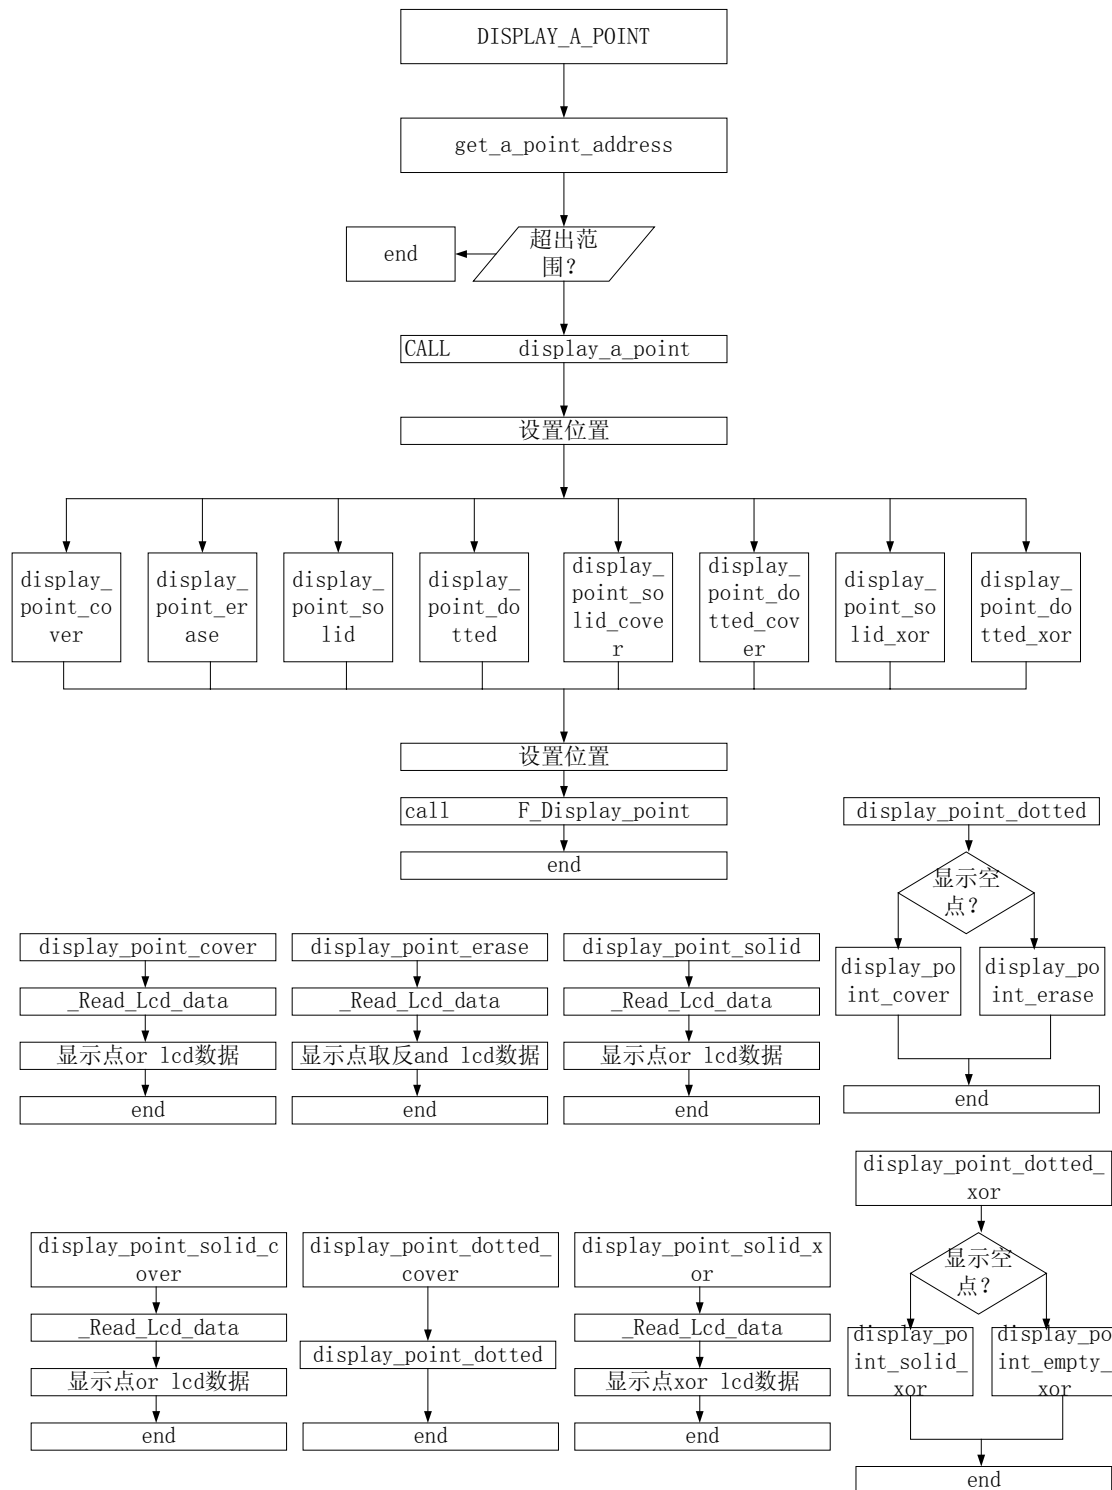 DISPLAY_A_POINT
get_a_point_address
超出范
围?
end
CALL display_a_point
设置位置
display_
point_co
ver
display_
point_er
ase
display_
point_so
lid
display_
point_do
tted
display_
point_so
lid_cove
r
display_
point_do
tted_cov
er
display_
point_so
lid_xor
display_
point_do
tted_xor
设置位置
call F_Display_point
end
display_point_dotted
显示空
点?
display_po
int_cover
display_po
int_erase
end
display_point_cover
_Read_Lcd_data
显示点or lcd数据
end
display_point_erase
_Read_Lcd_data
显示点取反and lcd数据
end
display_point_solid
_Read_Lcd_data
显示点or lcd数据
end
display_point_solid_c
over
_Read_Lcd_data
显示点or lcd数据
end
display_point_dotted_
cover
display_point_dotted
end
display_point_solid_x
or
_Read_Lcd_data
显示点xor lcd数据
end
display_point_dotted_
xor
显示空
点?
display_po
int_solid_
xor
display_po
int_empty_
xor
end